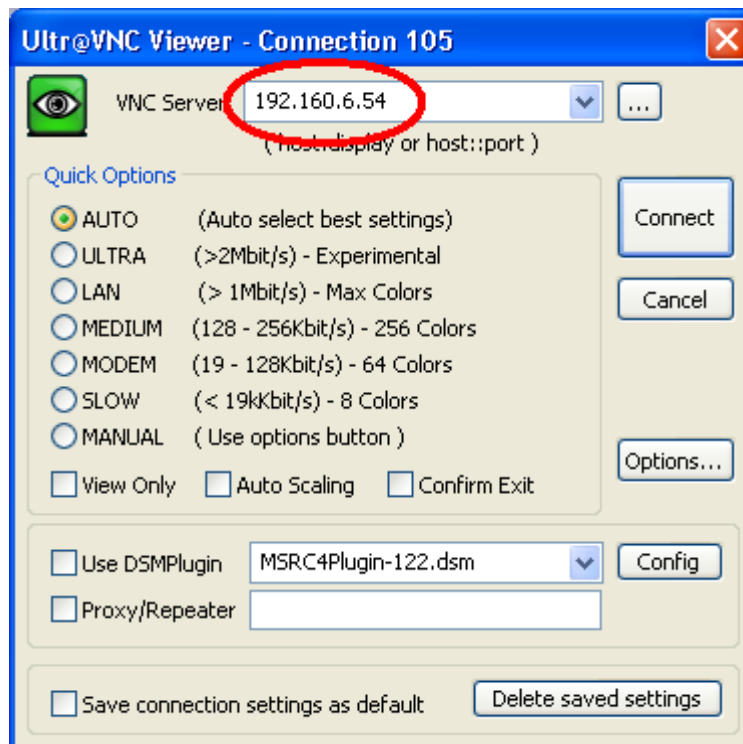 Ultr@VNC Viewer - Connection 105
VNC Server 192.160.6.54 ...
( host:display or host::port )
Quick Options
AUTO (Auto select best settings)
ULTRA (>2Mbit/s) - Experimental
LAN (> 1Mbit/s) - Max Colors
MEDIUM (128 - 256Kbit/s) - 256 Colors
MODEM (19 - 128Kbit/s) - 64 Colors
SLOW (< 19kKbit/s) - 8 Colors
MANUAL ( Use options button )
View Only Auto Scaling Confirm Exit
Connect
Cancel
Options...
Use DSMPlugin MSRC4Plugin-122.dsm Config
Proxy/Repeater
Save connection settings as default Delete saved settings